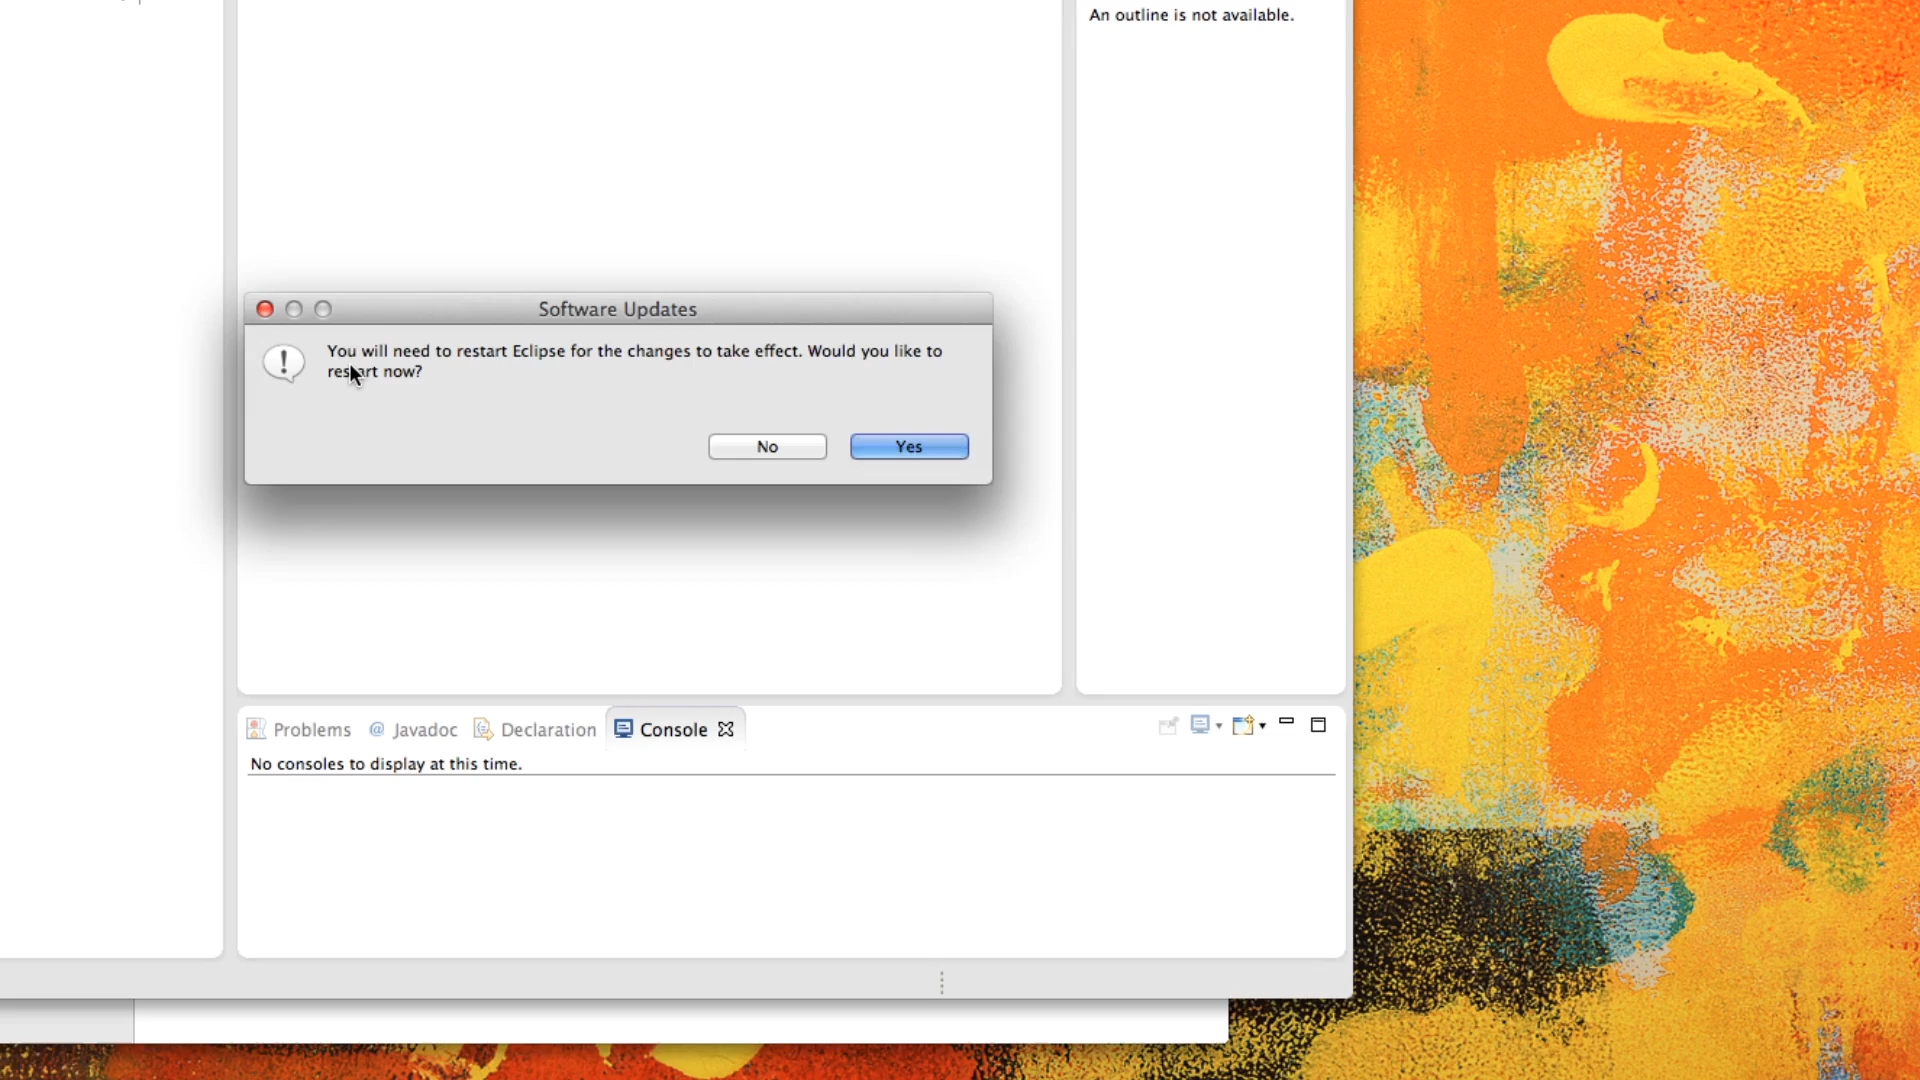 An outline is not available.
Software Updates
You will need to restart Eclipse for the changes to take effect. Would you like to
restart now?
No
Yes
Problems
@ Javadoc
Declaration
Console
No consoles to display at this time.